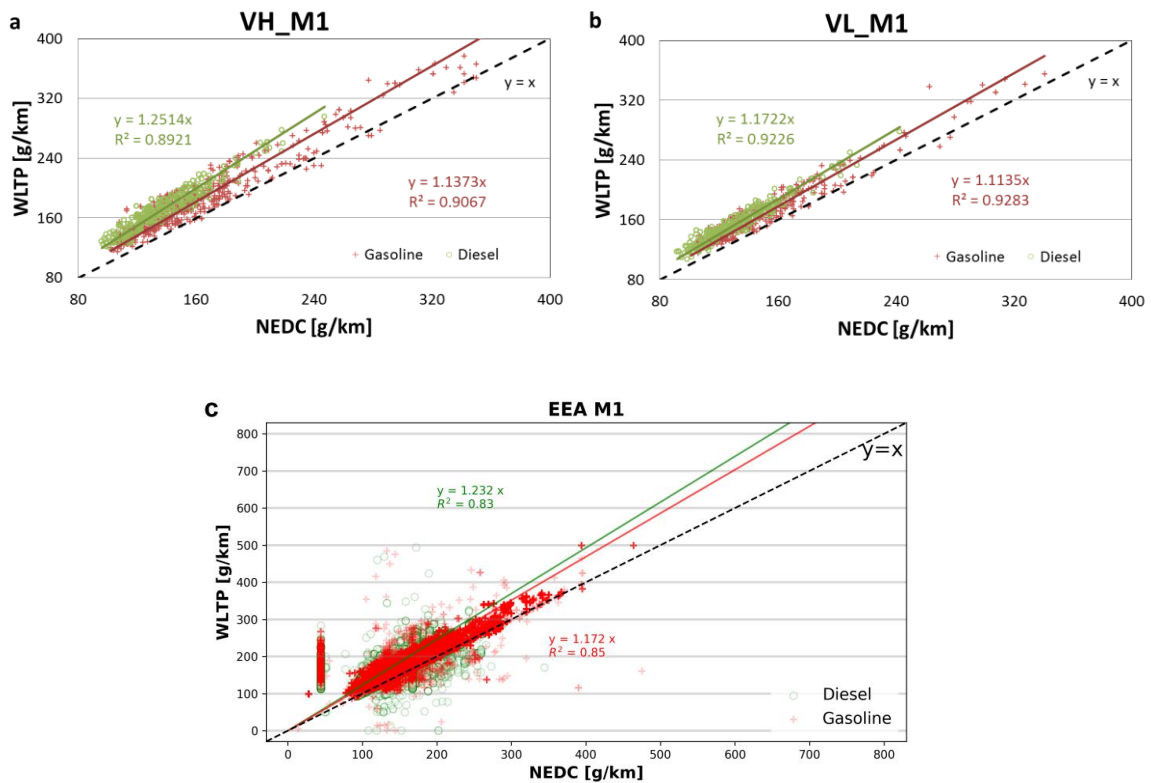 a
VH_M1
400
320
240
160
80
WLTP [g/km]
y = 1.2514x
R² = 0.8921
y = x
y = 1.1373x
R² = 0.9067
Gasoline
Diesel
80 160 240 320 400
NEDC [g/km]
b
VL_M1
400
320
240
160
80
WLTP [g/km]
y = 1.1722x
R² = 0.9226
y = x
y = 1.1135x
R² = 0.9283
Gasoline
Diesel
80 160 240 320 400
NEDC [g/km]
c
EEA M1
800
700
600
500
400
300
200
100
0
WLTP [g/km]
y=x
y = 1.232 x
R² = 0.83
y = 1.172 x
R² = 0.85
Diesel
Gasoline
0 100 200 300 400 500 600 700 800
NEDC [g/km]